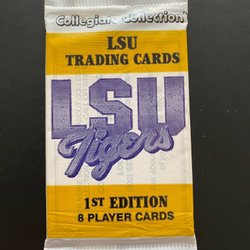 Collegiate Collection
LSU
TRADING CARDS
LSU
Tigers
1ST EDITION
8 PLAYER CARDS